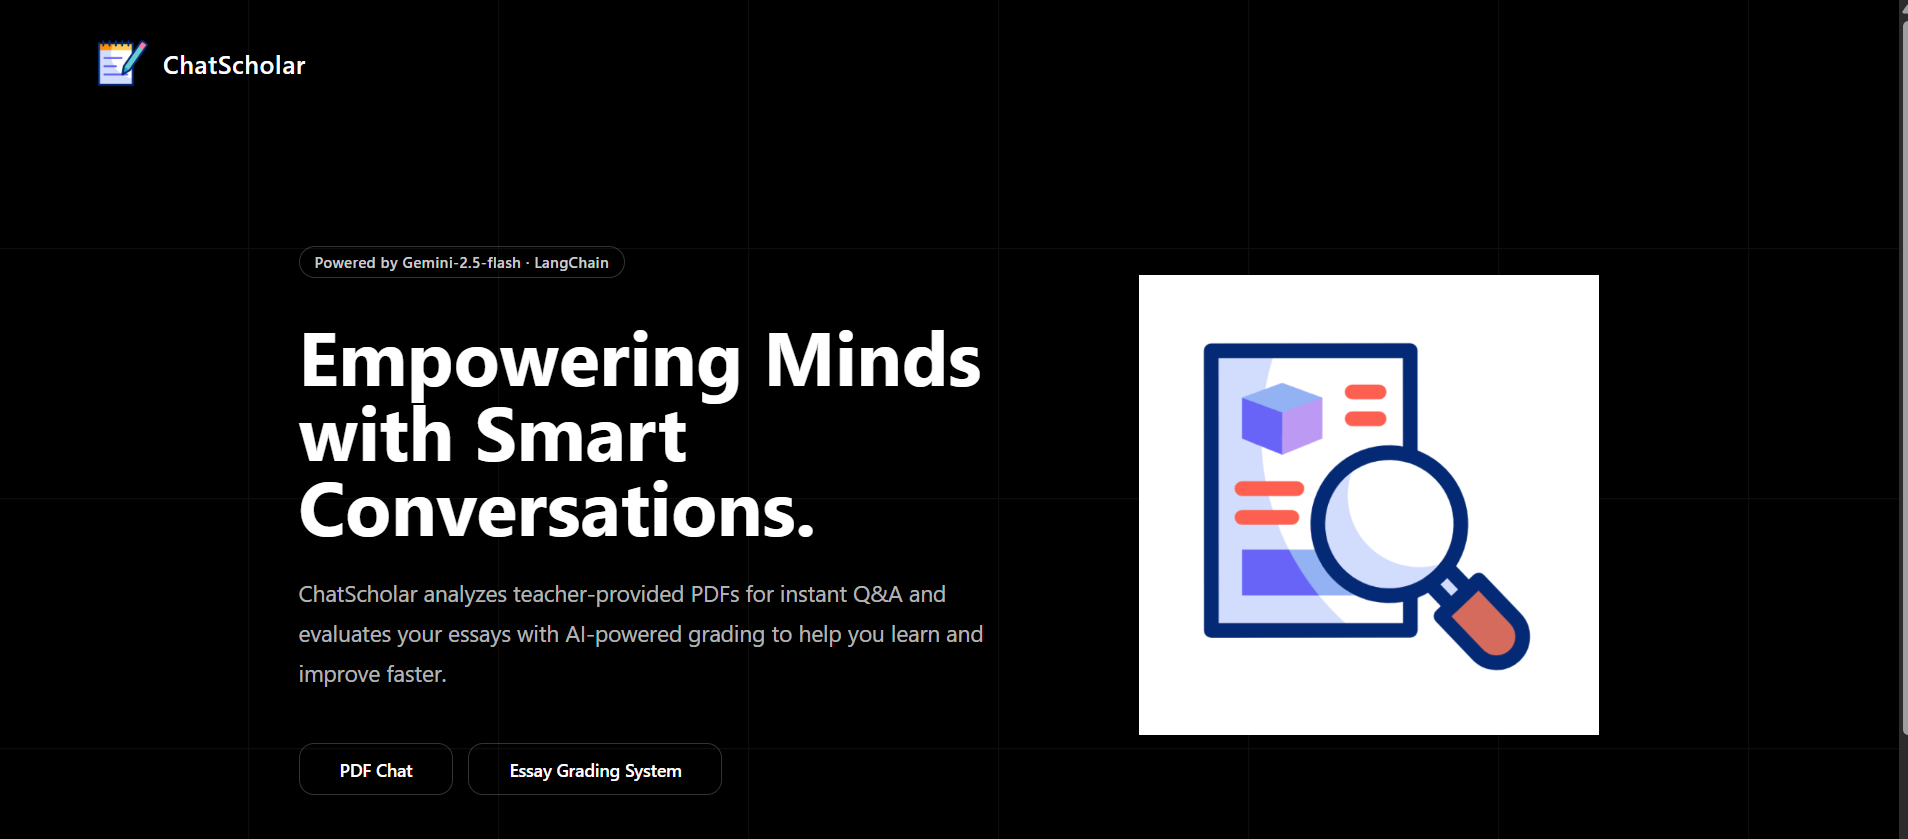 ChatScholar
Powered by Gemini-2.5-flash · LangChain
Empowering Minds
with Smart
Conversations.
ChatScholar analyzes teacher-provided PDFs for instant Q&A and
evaluates your essays with AI-powered grading to help you learn and
improve faster.
PDF Chat
Essay Grading System